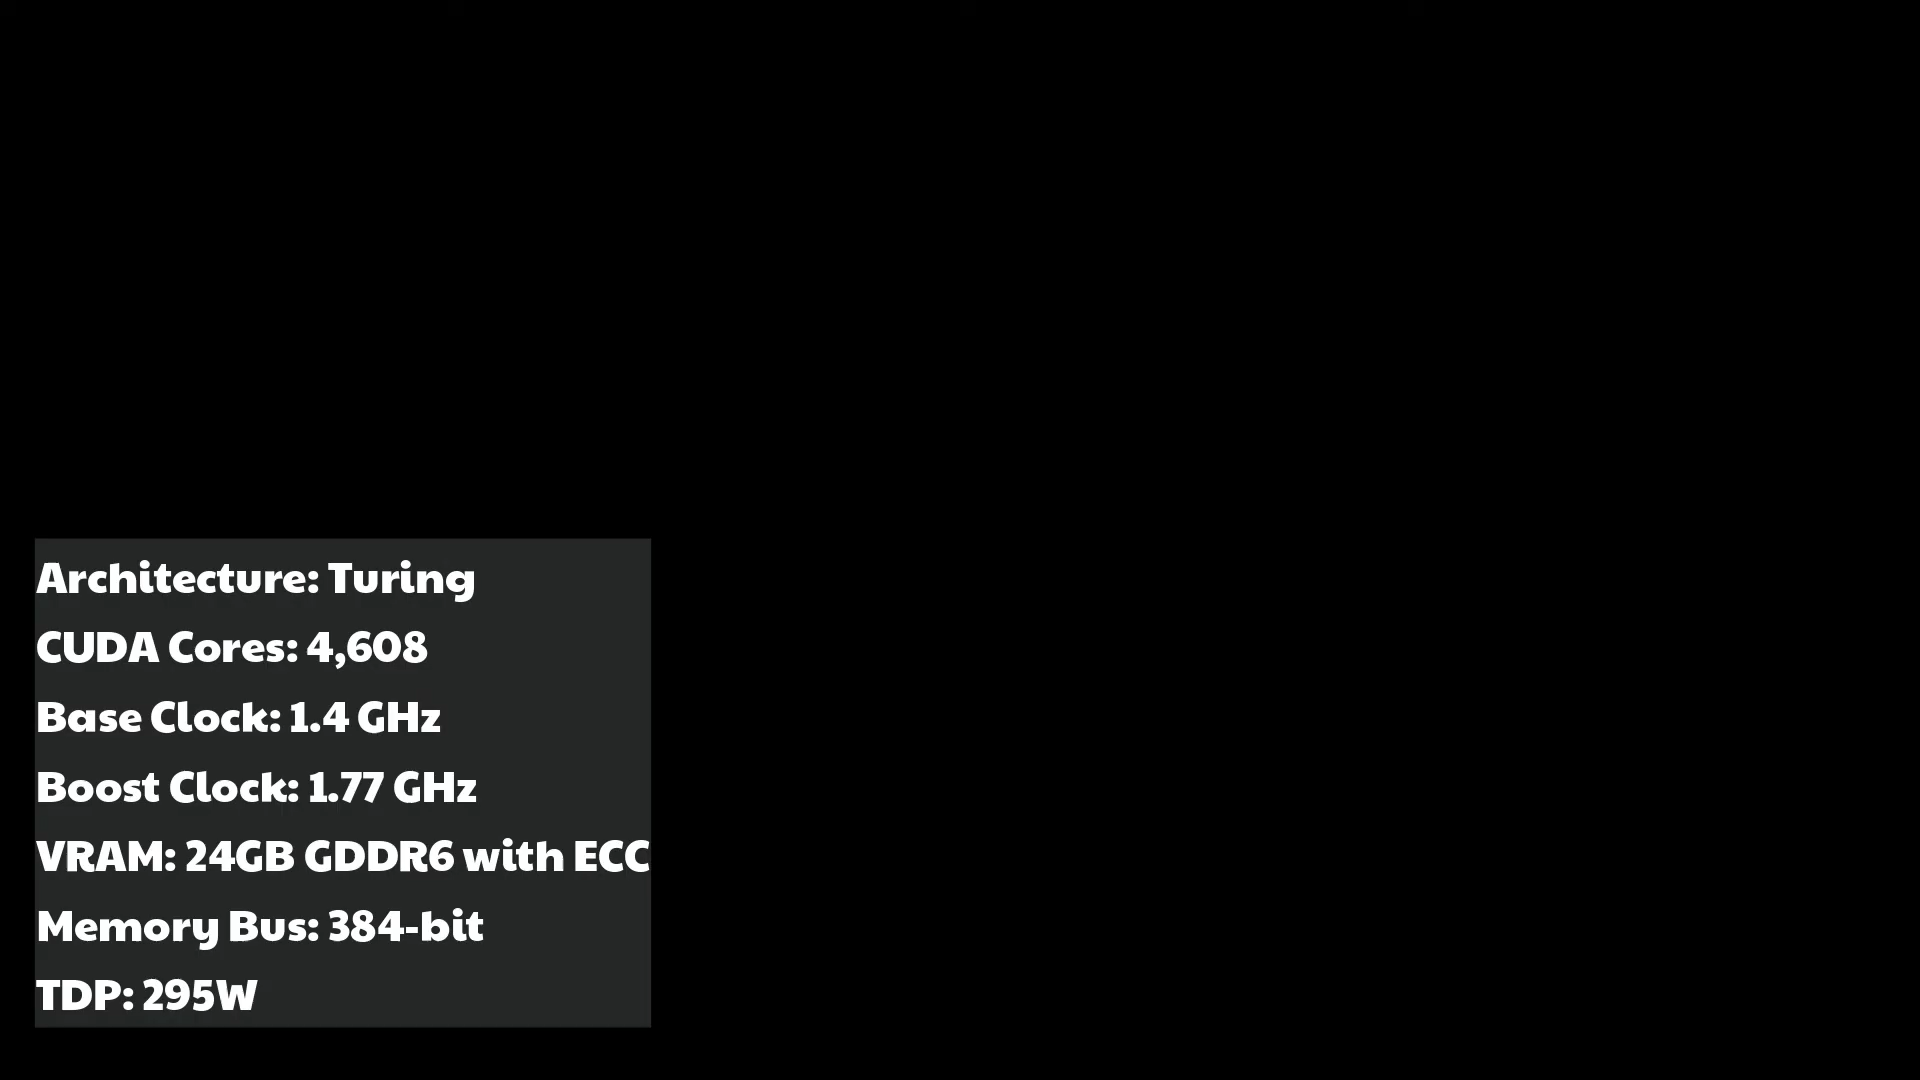 Architecture: Turing
CUDA Cores: 4,608
Base Clock: 1.4 GHz
Boost Clock: 1.77 GHz
VRAM: 24GB GDDR6 with ECC
Memory Bus: 384-bit
TDP: 295W